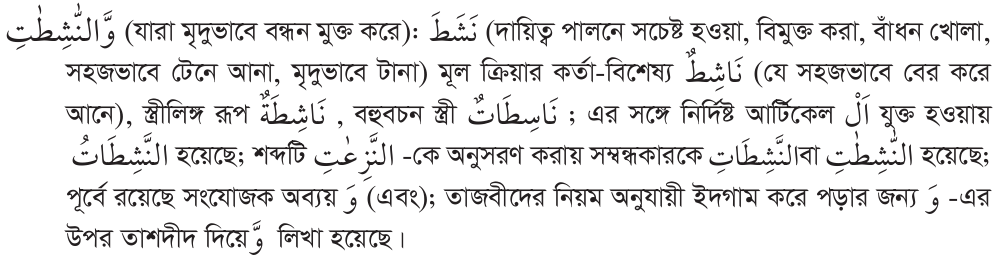 وَّالنّٰشِطٰتِ (যারা মৃদুভাবে বন্ধন মুক্ত করে): نَشَطَ (দায়িত্ব পালনে সচেষ্ট হওয়া, বিমুক্ত করা, বাঁধন খোলা,
সহজভাবে টেনে আনা, মৃদুভাবে টানা) মূল ক্রিয়ার কর্তা-বিশেষ্য نَاشِطٌ (যে সহজভাবে বের করে
আনে), স্ত্রীলিঙ্গ রূপ نَاشِطَةٌ , বহুবচন স্ত্রী نَاسِطَاتٌ ; এর সঙ্গে নির্দিষ্ট আর্টিকেল اَلْ যুক্ত হওয়ায়
النَّشِطَاتُ হয়েছে; শব্দটি النّٰزِعٰتِ -কে অনুসরণ করায় সম্বন্ধকারকে النَّشِطَاتِ বা النّٰشِطٰتِ হয়েছে;
পূর্বে রয়েছে সংযোজক অব্যয় وَ (এবং); তাজবীদের নিয়ম অনুযায়ী ইদগাম করে পড়ার জন্য وَ -এর
উপর তাশদীদ দিয়ে وَّ লিখা হয়েছে।